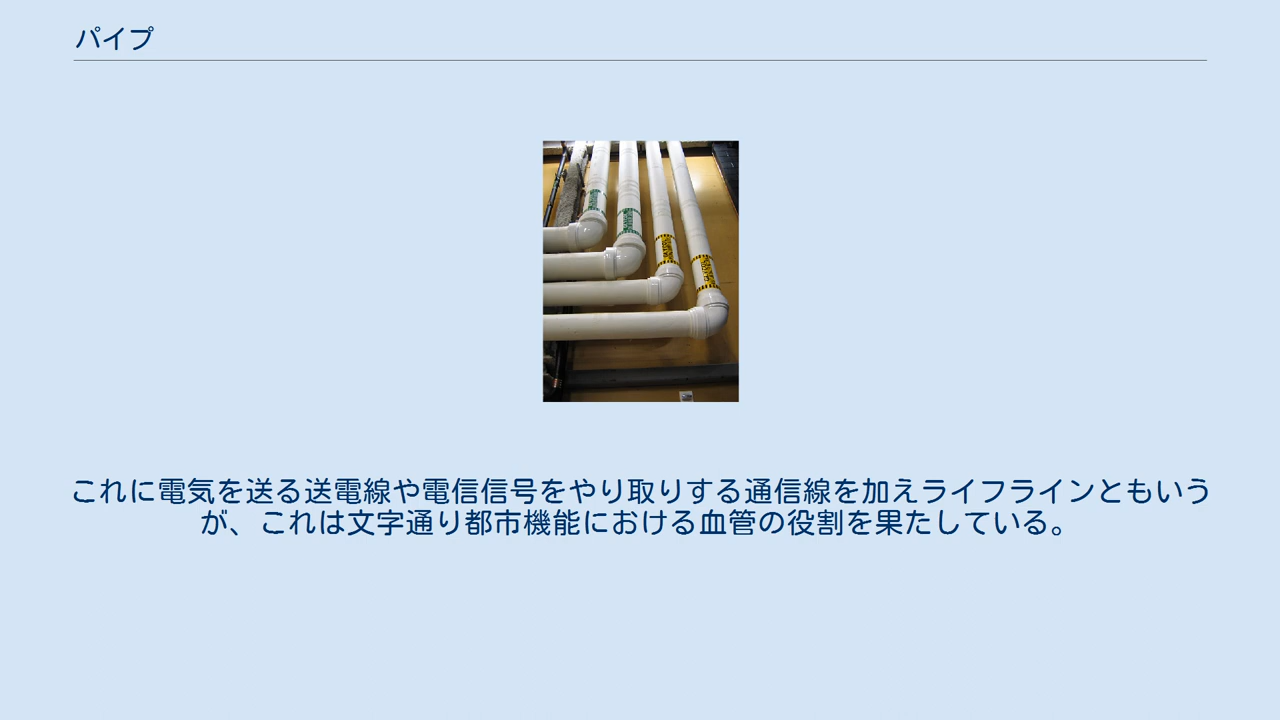 パイプ
これに電気を送る送電線や電信信号をやり取りする通信線を加えライフラインともいう
が、これは文字通り都市機能における血管の役割を果たしている。